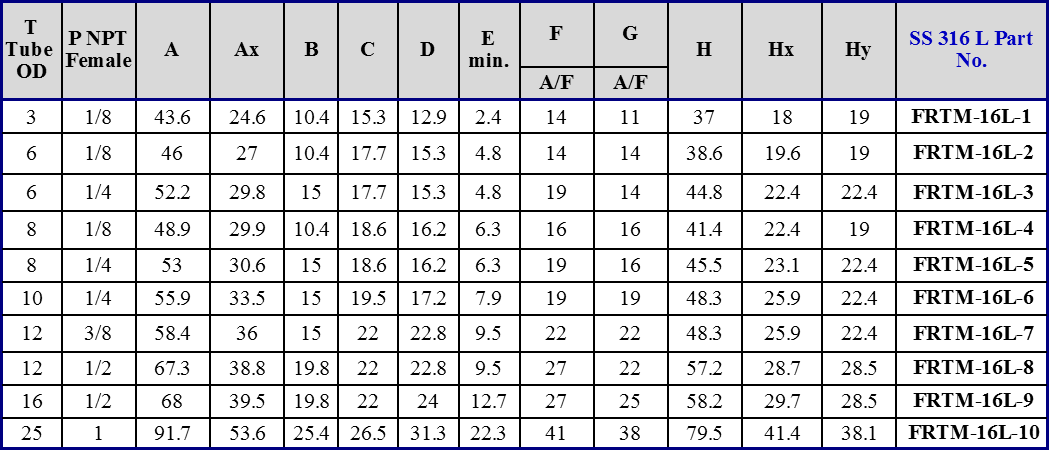 T Tube OD | P NPT Female | A | Ax | B | C | D | E min. | F A/F | G A/F | H | Hx | Hy | SS 316 L Part No.
3 | 1/8 | 43.6 | 24.6 | 10.4 | 15.3 | 12.9 | 2.4 | 14 | 11 | 37 | 18 | 19 | FRTM-16L-1
6 | 1/8 | 46 | 27 | 10.4 | 17.7 | 15.3 | 4.8 | 14 | 14 | 38.6 | 19.6 | 19 | FRTM-16L-2
6 | 1/4 | 52.2 | 29.8 | 15 | 17.7 | 15.3 | 4.8 | 19 | 14 | 44.8 | 22.4 | 22.4 | FRTM-16L-3
8 | 1/8 | 48.9 | 29.9 | 10.4 | 18.6 | 16.2 | 6.3 | 16 | 16 | 41.4 | 22.4 | 19 | FRTM-16L-4
8 | 1/4 | 53 | 30.6 | 15 | 18.6 | 16.2 | 6.3 | 19 | 16 | 45.5 | 23.1 | 22.4 | FRTM-16L-5
10 | 1/4 | 55.9 | 33.5 | 15 | 19.5 | 17.2 | 7.9 | 19 | 19 | 48.3 | 25.9 | 22.4 | FRTM-16L-6
12 | 3/8 | 58.4 | 36 | 15 | 22 | 22.8 | 9.5 | 22 | 22 | 48.3 | 25.9 | 22.4 | FRTM-16L-7
12 | 1/2 | 67.3 | 38.8 | 19.8 | 22 | 22.8 | 9.5 | 27 | 22 | 57.2 | 28.7 | 28.5 | FRTM-16L-8
16 | 1/2 | 68 | 39.5 | 19.8 | 22 | 24 | 12.7 | 27 | 25 | 58.2 | 29.7 | 28.5 | FRTM-16L-9
25 | 1 | 91.7 | 53.6 | 25.4 | 26.5 | 31.3 | 22.3 | 41 | 38 | 79.5 | 41.4 | 38.1 | FRTM-16L-10